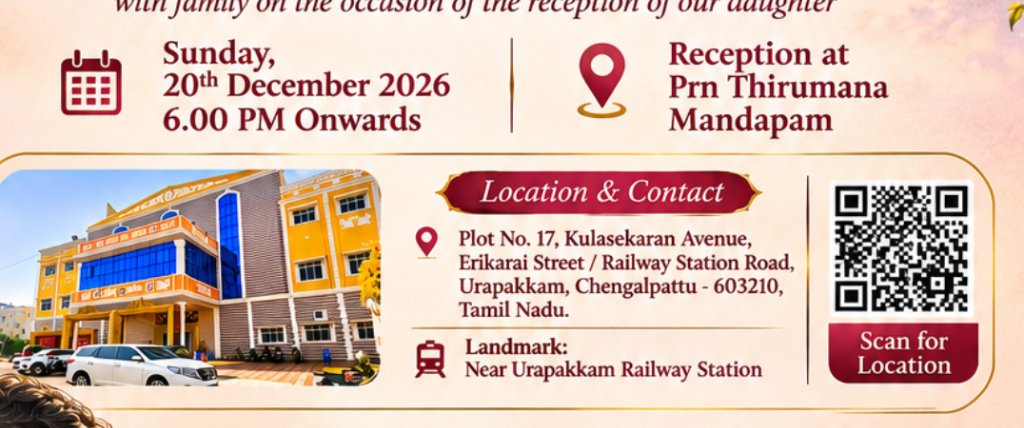 with family on the occasion of the reception of our daughter
Sunday,
20th December 2026
6.00 PM Onwards
Reception at
Prn Thirumana
Mandapam
Location & Contact
Plot No. 17, Kulasekaran Avenue,
Erikarai Street / Railway Station Road,
Urapakkam, Chengalpattu - 603210,
Tamil Nadu.
Landmark:
Near Urapakkam Railway Station
Scan for
Location